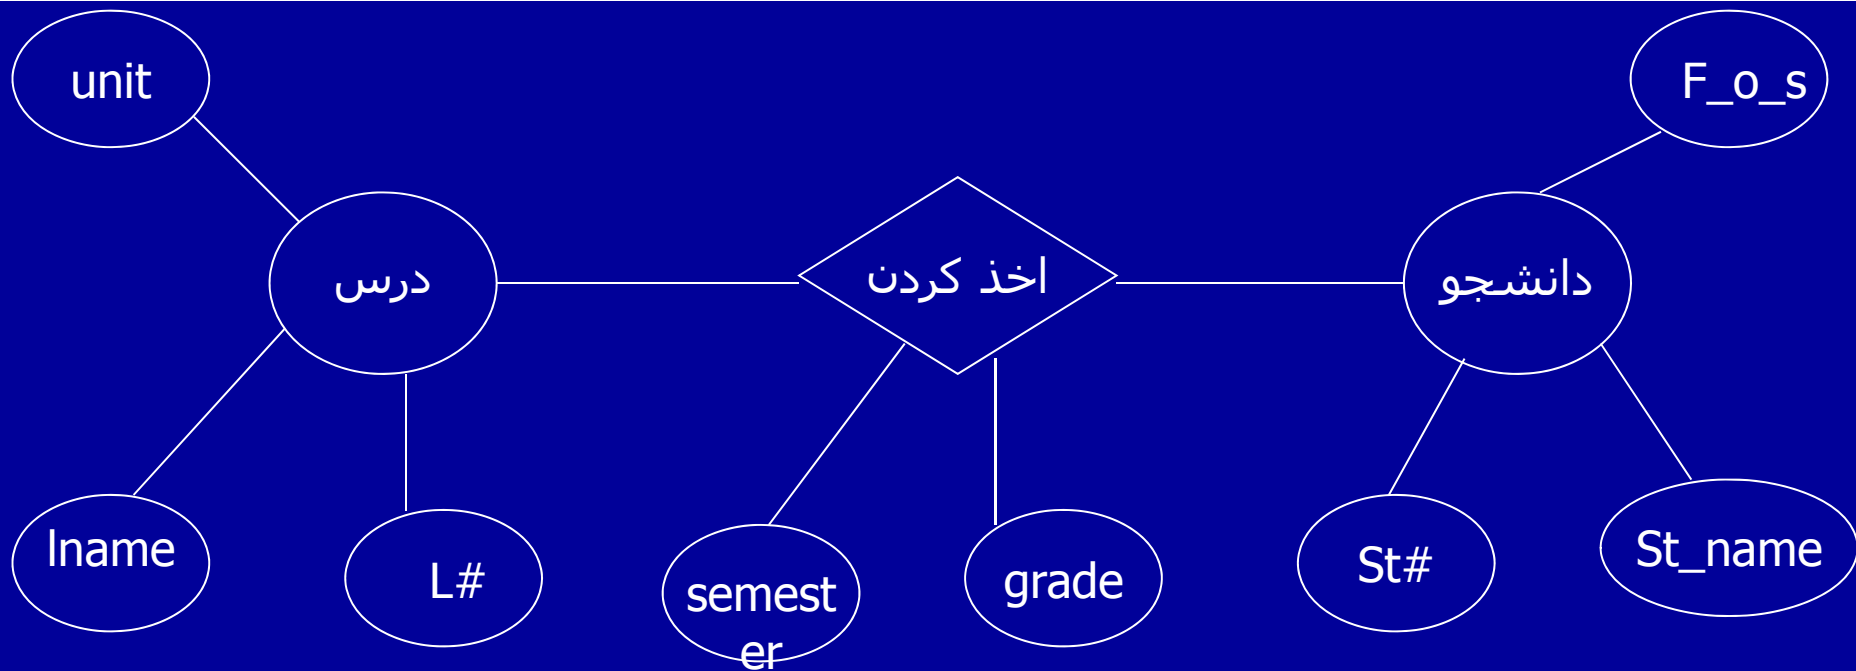 unit
F_o_s
درس
اخذ کردن
دانشجو
lname
L#
semest
er
grade
St#
St_name